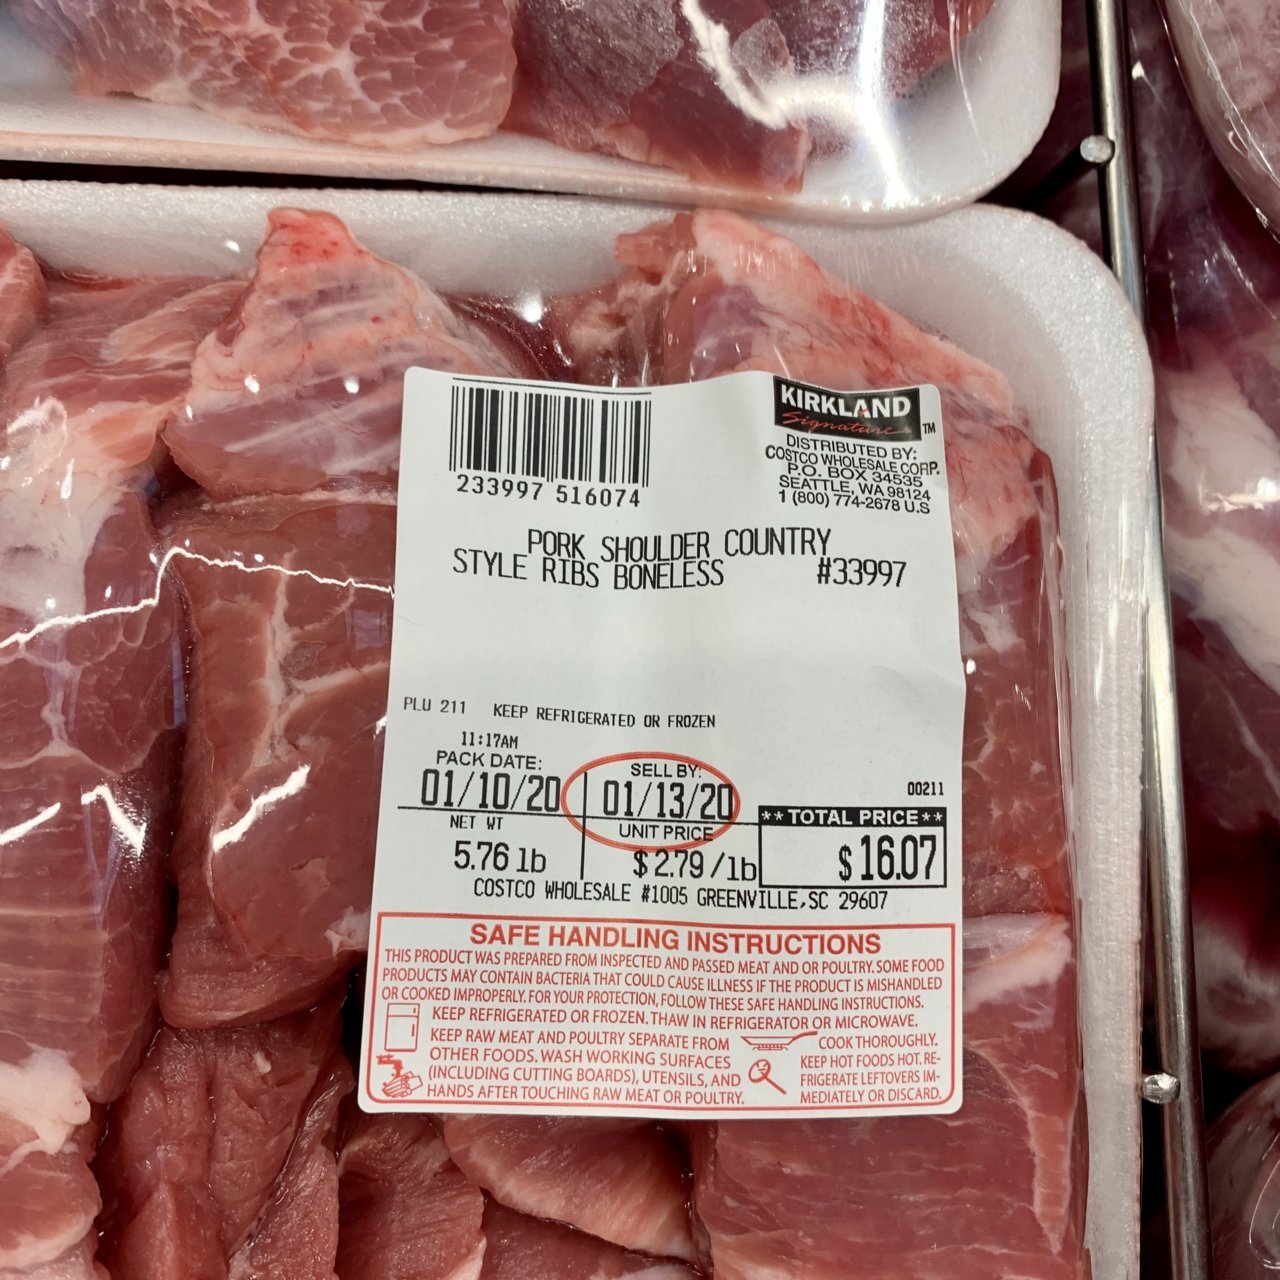 KIRKLAND
Signature™
DISTRIBUTED BY:
COSTCO WHOLESALE CORP.
P.O. BOX 34535
SEATTLE, WA 98124
1 (800) 774-2678 U.S
233997 516074
PORK SHOULDER COUNTRY
STYLE RIBS BONELESS #33997
PLU 211 KEEP REFRIGERATED OR FROZEN
11:17AM
PACK DATE: SELL BY:
01/10/20 01/13/20 00211
NET WT UNIT PRICE **TOTAL PRICE**
5.76 lb $2.79/lb $16.07
COSTCO WHOLESALE #1005 GREENVILLE,SC 29607
SAFE HANDLING INSTRUCTIONS
THIS PRODUCT WAS PREPARED FROM INSPECTED AND PASSED MEAT AND OR POULTRY. SOME FOOD
PRODUCTS MAY CONTAIN BACTERIA THAT COULD CAUSE ILLNESS IF THE PRODUCT IS MISHANDLED
OR COOKED IMPROPERLY. FOR YOUR PROTECTION, FOLLOW THESE SAFE HANDLING INSTRUCTIONS.
KEEP REFRIGERATED OR FROZEN. THAW IN REFRIGERATOR OR MICROWAVE.
KEEP RAW MEAT AND POULTRY SEPARATE FROM
OTHER FOODS. WASH WORKING SURFACES
(INCLUDING CUTTING BOARDS), UTENSILS, AND
HANDS AFTER TOUCHING RAW MEAT OR POULTRY.
COOK THOROUGHLY.
KEEP HOT FOODS HOT. RE-
FRIGERATE LEFTOVERS IM-
MEDIATELY OR DISCARD.